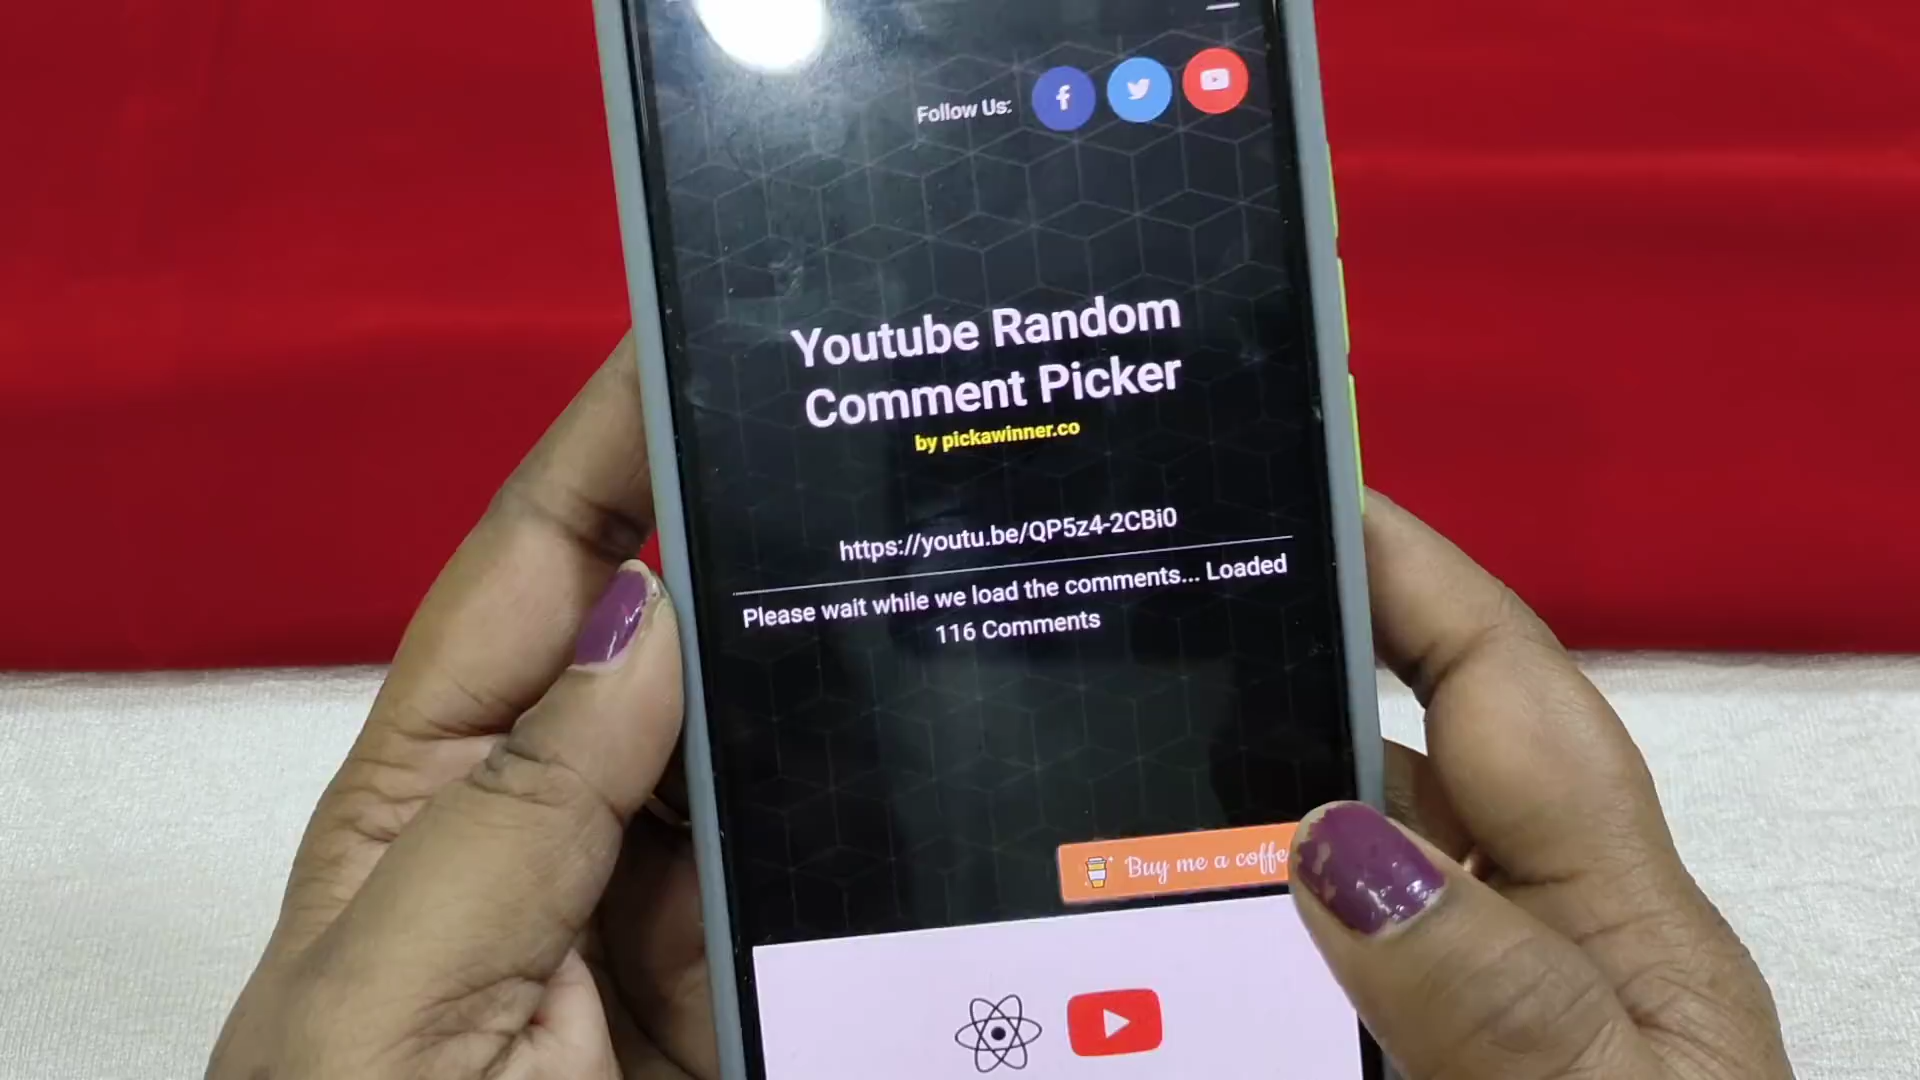 Follow Us:
Youtube Random
Comment Picker
by pickawinner.co
https://youtu.be/QP5z4-2CBi0
Please wait while we load the comments... Loaded
116 Comments
Buy me a coffe